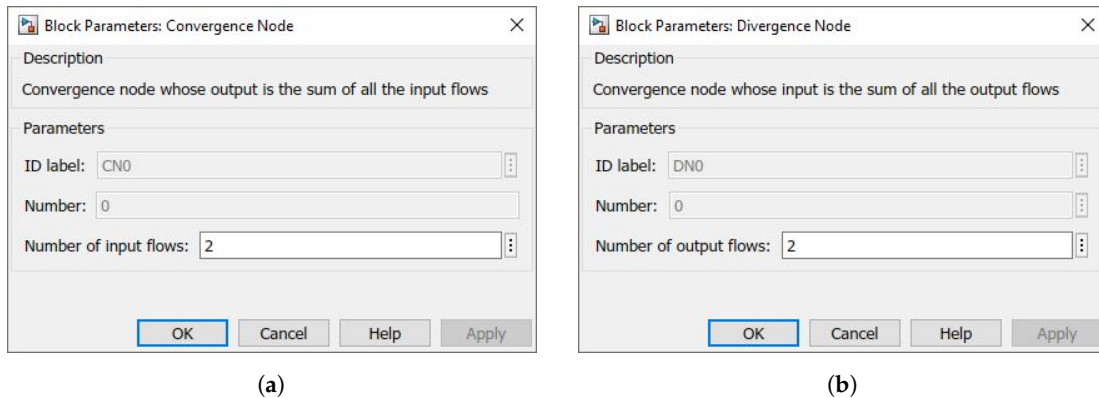 Block Parameters: Convergence Node
Description
Convergence node whose output is the sum of all the input flows
Parameters
ID label: CN0
Number: 0
Number of input flows: 2
OK Cancel Help Apply
(a)
Block Parameters: Divergence Node
Description
Convergence node whose input is the sum of all the output flows
Parameters
ID label: DN0
Number: 0
Number of output flows: 2
OK Cancel Help Apply
(b)